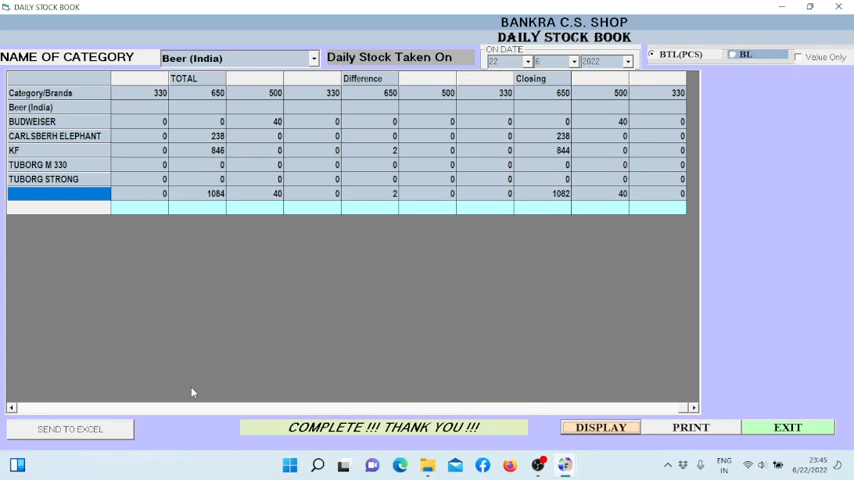 DAILY STOCK BOOK
BANKRA C.S. SHOP
DAILY STOCK BOOK
NAME OF CATEGORY Beer (India) Daily Stock Taken On ON DATE 22 6 2022 BTL(PCS) BL Value Only
TOTAL Difference Closing
Category/Brands 330 650 500 330 650 500 330 650 500 330
Beer (India)
BUDWEISER 0 0 40 0 0 0 0 0 40 0
CARLSBERH ELEPHANT 0 238 0 0 0 0 0 238 0 0
KF 0 846 0 0 2 0 0 844 0 0
TUBORG M 330 0 0 0 0 0 0 0 0 0 0
TUBORG STRONG 0 0 0 0 0 0 0 0 0 0
0 1084 40 0 2 0 0 1082 40 0
SEND TO EXCEL COMPLETE !!! THANK YOU !!! DISPLAY PRINT EXIT
ENG
IN
23:45
6/22/2022